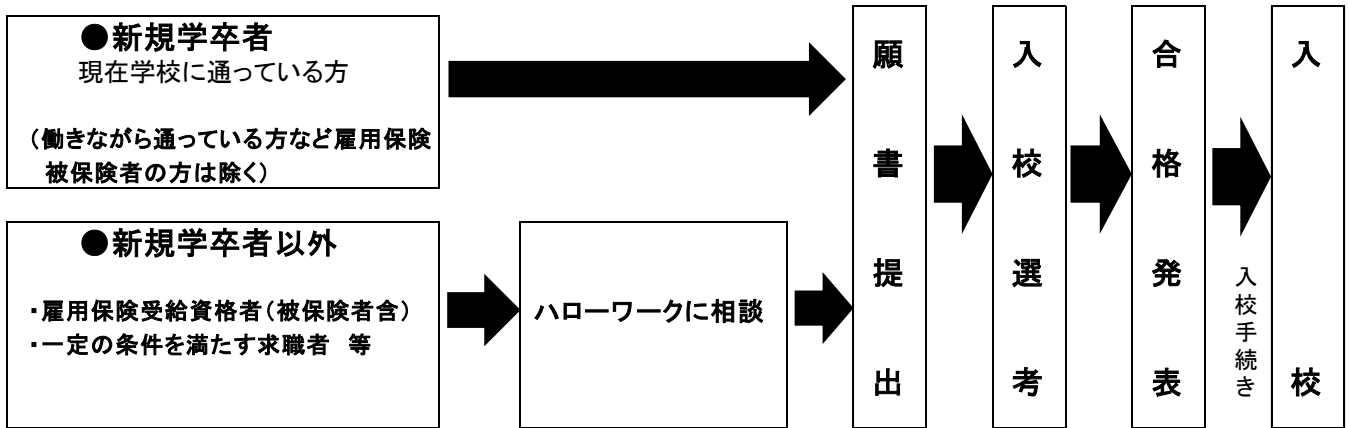 ●新規学卒者
現在学校に通っている方
（働きながら通っている方など雇用保険
被保険者の方は除く）
●新規学卒者以外
・雇用保険受給資格者（被保険者含）
・一定の条件を満たす求職者　等
ハローワークに相談
願書提出
入校選考
合格発表
入校手続き
入校